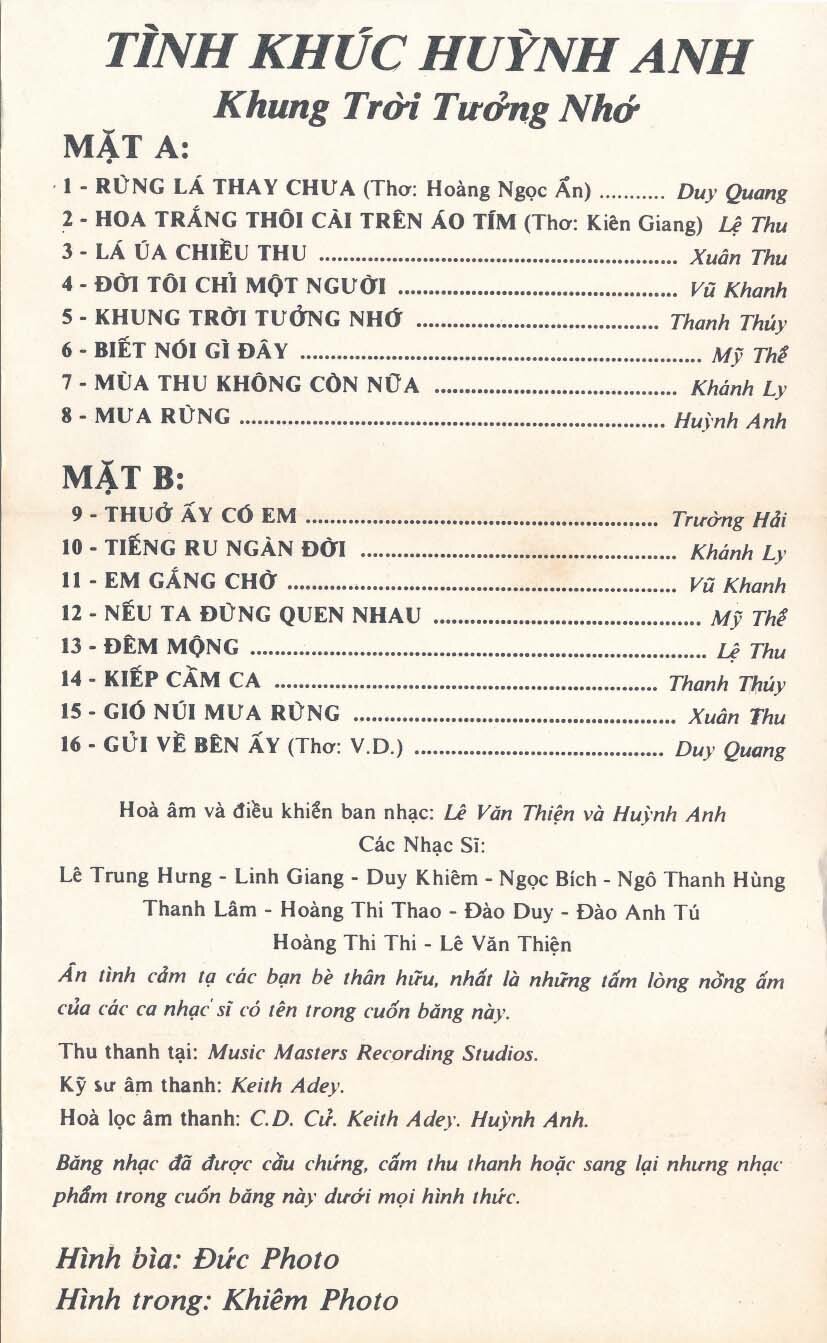 TÌNH KHÚC HUỲNH ANH
Khung Trời Tưởng Nhớ
MẶT A:
1 - RỪNG LÁ THAY CHƯA (Thơ: Hoàng Ngọc Ẩn) ........... Duy Quang
2 - HOA TRẮNG THÔI CÀI TRÊN ÁO TÍM (Thơ: Kiên Giang) Lệ Thu
3 - LÁ ÚA CHIỀU THU ............................................................ Xuân Thu
4 - ĐỜI TÔI CHỈ MỘT NGƯỜI ............................................... Vũ Khanh
5 - KHUNG TRỜI TƯỞNG NHỚ ......................................... Thanh Thúy
6 - BIẾT NÓI GÌ ĐÂY ................................................................... Mỹ Thể
7 - MÙA THU KHÔNG CÒN NỮA ......................................... Khánh Ly
8 - MƯA RỪNG ....................................................................... Huỳnh Anh
MẶT B:
9 - THUỞ ẤY CÓ EM ........................................................... Trường Hải
10 - TIẾNG RU NGÀN ĐỜI ..................................................... Khánh Ly
11 - EM GẮNG CHỜ ................................................................. Vũ Khanh
12 - NẾU TA ĐỪNG QUEN NHAU ............................................. Mỹ Thể
13 - ĐÊM MỘNG ............................................................................ Lệ Thu
14 - KIẾP CẦM CA ................................................................ Thanh Thúy
15 - GIÓ NÚI MƯA RỪNG ...................................................... Xuân Thu
16 - GỬI VỀ BÊN ẤY (Thơ: V.D.) .......................................... Duy Quang
Hoà âm và điều khiển ban nhạc: Lê Văn Thiện và Huỳnh Anh
Các Nhạc Sĩ:
Lê Trung Hưng - Linh Giang - Duy Khiêm - Ngọc Bích - Ngô Thanh Hùng
Thanh Lâm - Hoàng Thi Thao - Đào Duy - Đào Anh Tú
Hoàng Thi Thi - Lê Văn Thiện
Ân tình cảm tạ các bạn bè thân hữu, nhất là những tấm lòng nồng ấm
của các ca nhạc sĩ có tên trong cuốn băng này.
Thu thanh tại: Music Masters Recording Studios.
Kỹ sư âm thanh: Keith Adey.
Hoà lọc âm thanh: C.D. Cử. Keith Adey. Huỳnh Anh.
Băng nhạc đã được cầu chứng, cấm thu thanh hoặc sang lại nhưng nhạc
phẩm trong cuốn băng này dưới mọi hình thức.
Hình bìa: Đức Photo
Hình trong: Khiêm Photo